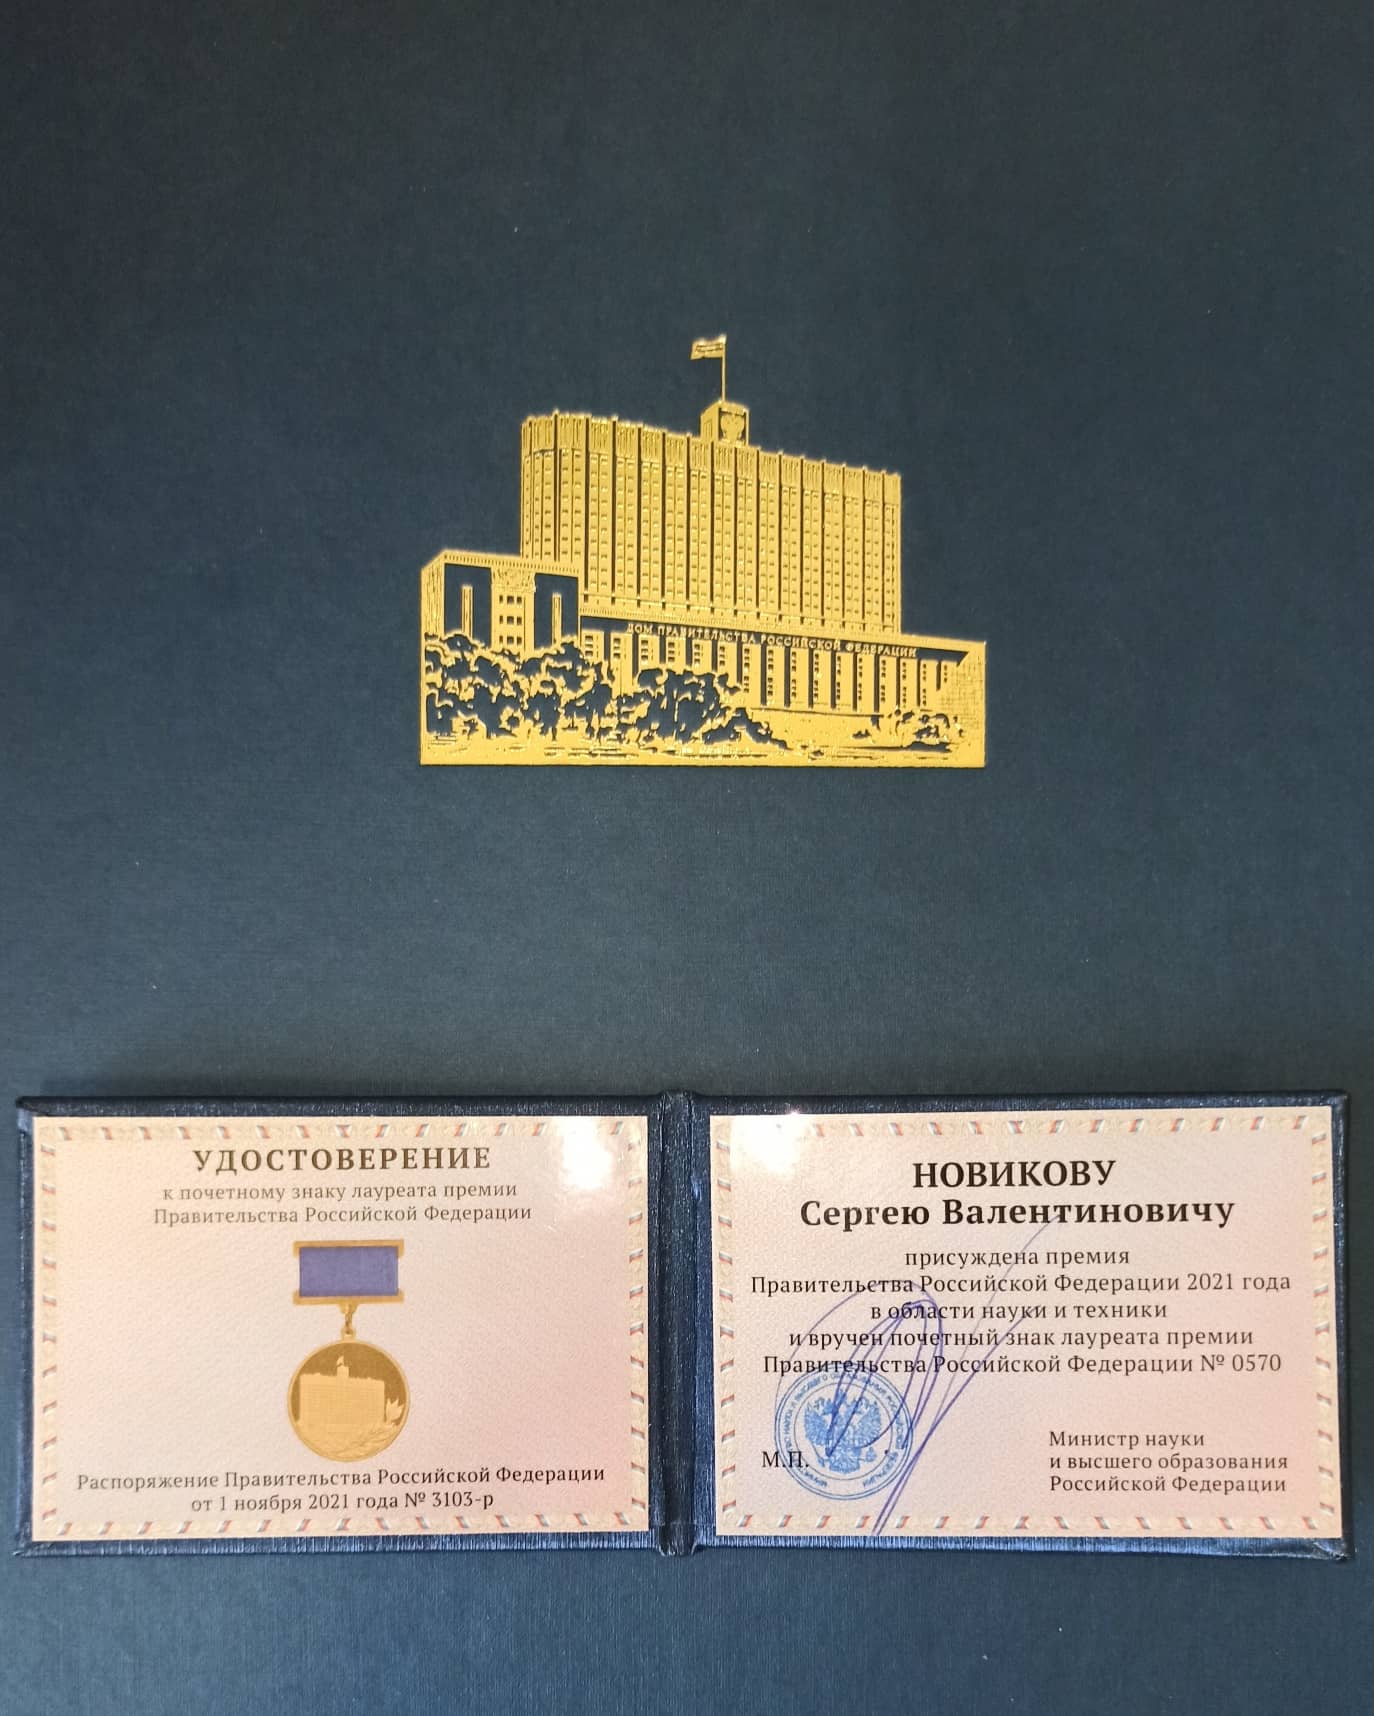 ДОМ ПРАВИТЕЛЬСТВА РОССИЙСКОЙ ФЕДЕРАЦИИ
УДОСТОВЕРЕНИЕ
к почетному знаку лауреата премии
Правительства Российской Федерации
Распоряжение Правительства Российской Федерации
от 1 ноября 2021 года № 3103-р
НОВИКОВУ
Сергею Валентиновичу
присуждена премия
Правительства Российской Федерации 2021 года
в области науки и техники
и вручен почетный знак лауреата премии
Правительства Российской Федерации № 0570
М.П.
Министр науки
и высшего образования
Российской Федерации